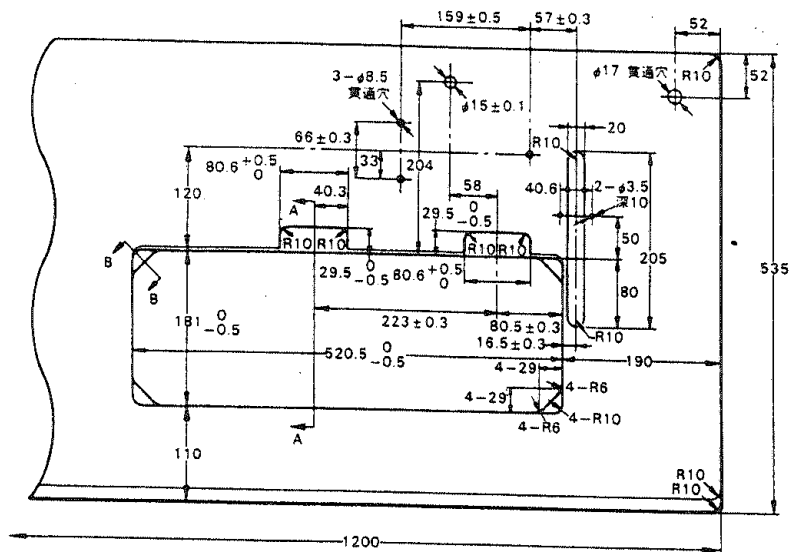 159±0.5
57±0.3
52
3-φ8.5
貫通穴
φ15±0.1
φ17 貫通穴
R10
52
66±0.3
33
204
R10
20
80.6 +0.5 0
120
40.3
58
40.6
2-φ3.5
深10
A
29.5 0 -0.5
50
R10
R10
R10
R10
205
535
B
B
29.5 0 -0.5
80.6 +0.5 0
80
181 0 -0.5
223±0.3
80.5±0.3
16.5±0.3
R10
520.5 0 -0.5
190
4-29
4-R6
4-29
4-R10
4-R6
A
110
R10
R10
1200